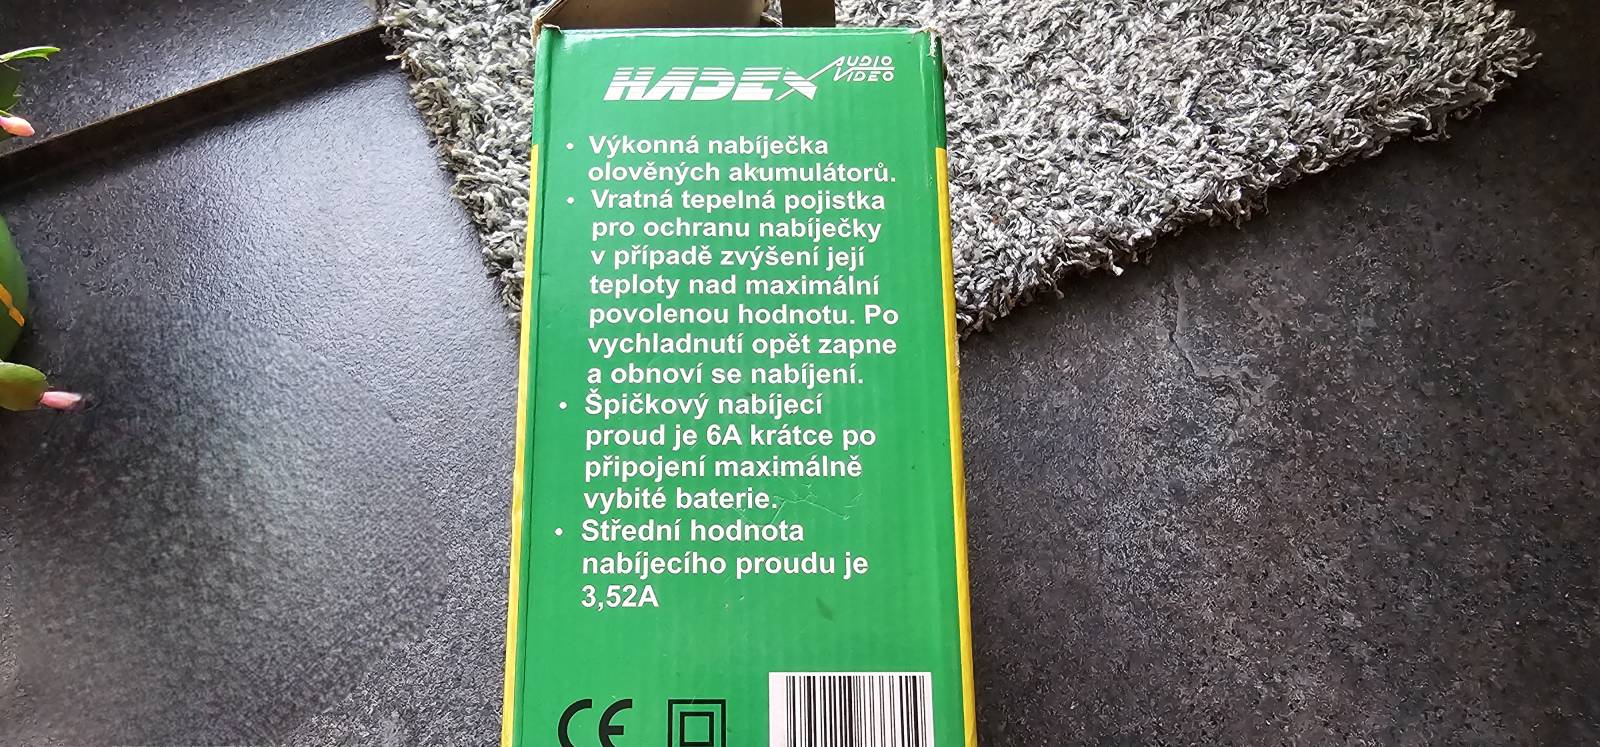 HADEX AUDIO VIDEO
• Výkonná nabíječka
olověných akumulátorů.
• Vratná tepelná pojistka
pro ochranu nabíječky
v případě zvýšení její
teploty nad maximální
povolenou hodnotu. Po
vychladnutí opět zapne
a obnoví se nabíjení.
• Špičkový nabíjecí
proud je 6A krátce po
připojení maximálně
vybité baterie.
• Střední hodnota
nabíjecího proudu je
3,52A
CE